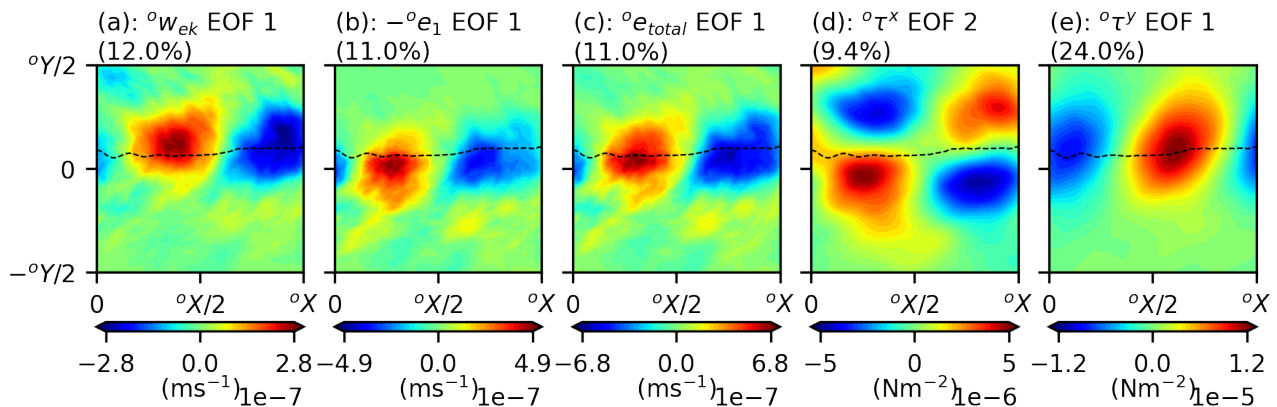 (a): ᵒw_ek EOF 1
(12.0%)
(b): −ᵒe₁ EOF 1
(11.0%)
(c): ᵒe_total EOF 1
(11.0%)
(d): ᵒτˣ EOF 2
(9.4%)
(e): ᵒτʸ EOF 1
(24.0%)
ᵒY/2
0
−ᵒY/2
0 ᵒX/2 ᵒX
0 ᵒX/2 ᵒX
0 ᵒX/2 ᵒX
0 ᵒX/2 ᵒX
0 ᵒX/2 ᵒX
−2.8 0.0 2.8
(ms⁻¹) 1e−7
−4.9 0.0 4.9
(ms⁻¹) 1e−7
−6.8 0.0 6.8
(ms⁻¹) 1e−7
−5 0 5
(Nm⁻²) 1e−6
−1.2 0.0 1.2
(Nm⁻²) 1e−5